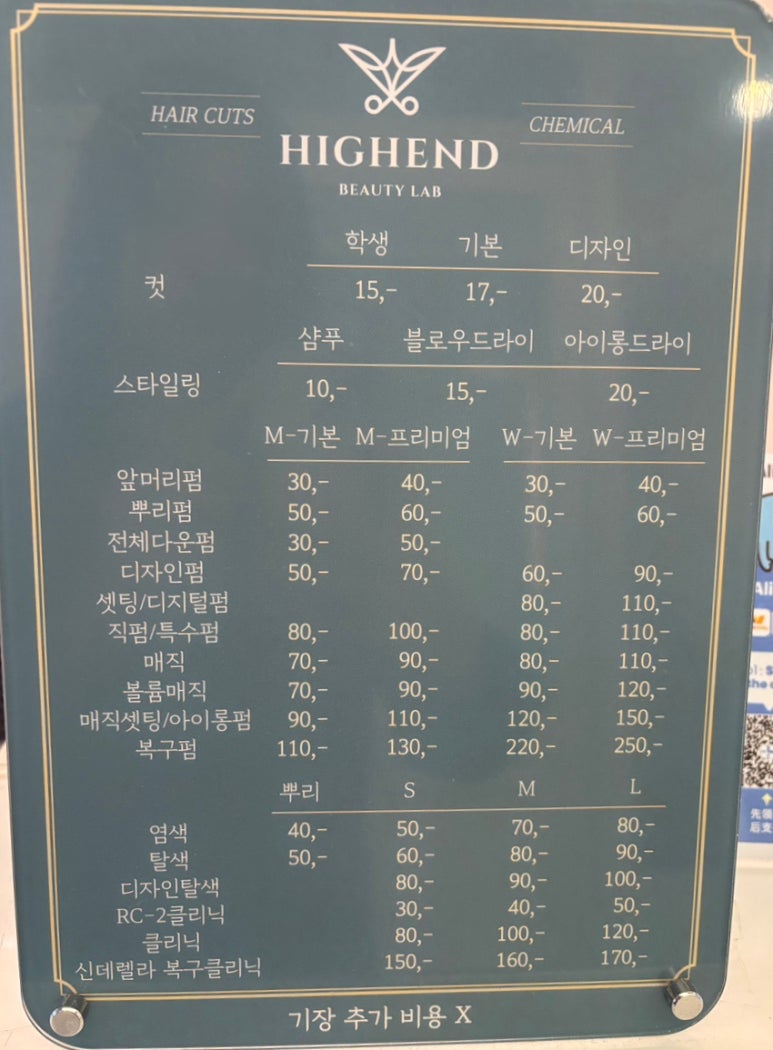 HAIR CUTS
CHEMICAL
HIGHEND
BEAUTY LAB
학생 기본 디자인
컷 15,- 17,- 20,-
샴푸 블로우드라이 아이롱드라이
스타일링 10,- 15,- 20,-
M-기본 M-프리미엄 W-기본 W-프리미엄
앞머리펌 30,- 40,- 30,- 40,-
뿌리펌 50,- 60,- 50,- 60,-
전체다운펌 30,- 50,-
디자인펌 50,- 70,- 60,- 90,-
셋팅/디지털펌 80,- 110,-
직펌/특수펌 80,- 100,- 80,- 110,-
매직 70,- 90,- 80,- 110,-
볼륨매직 70,- 90,- 90,- 120,-
매직셋팅/아이롱펌 90,- 110,- 120,- 150,-
복구펌 110,- 130,- 220,- 250,-
뿌리 S M L
염색 40,- 50,- 70,- 80,-
탈색 50,- 60,- 80,- 90,-
디자인탈색 80,- 90,- 100,-
RC-2클리닉 30,- 40,- 50,-
클리닉 80,- 100,- 120,-
신데렐라 복구클리닉 150,- 160,- 170,-
기장 추가 비용 X
先领
后支